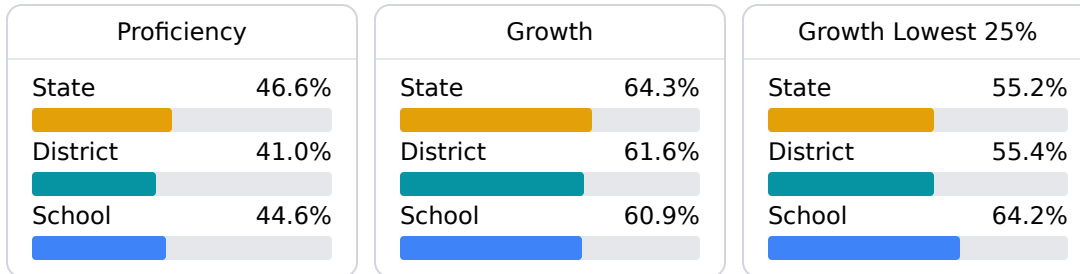 Proficiency
State 46.6%
District 41.0%
School 44.6%
Growth
State 64.3%
District 61.6%
School 60.9%
Growth Lowest 25%
State 55.2%
District 55.4%
School 64.2%